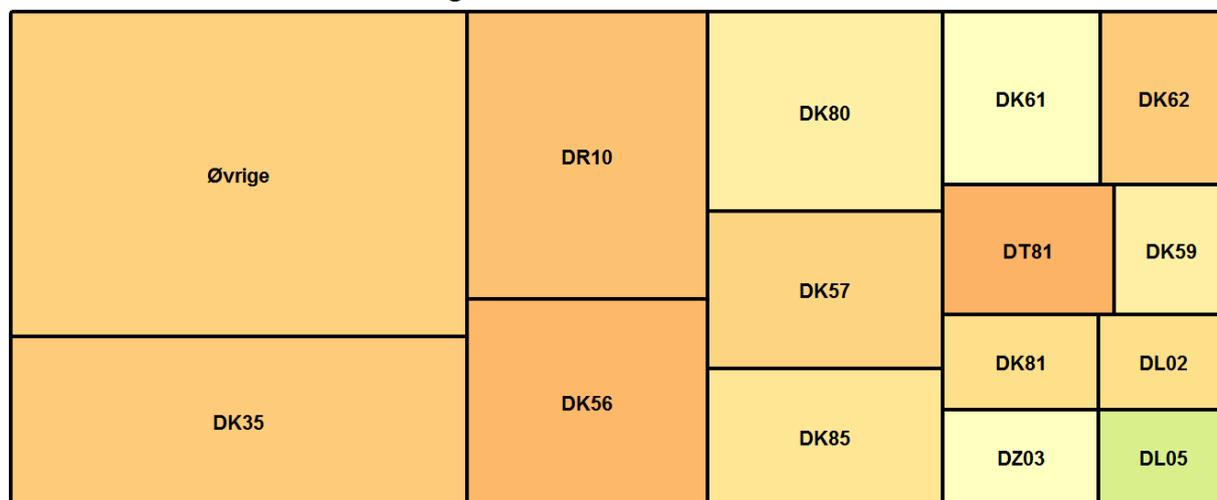 Øvrige
DK35
DR10
DK56
DK80
DK57
DK85
DK61
DK62
DT81
DK59
DK81
DL02
DZ03
DL05